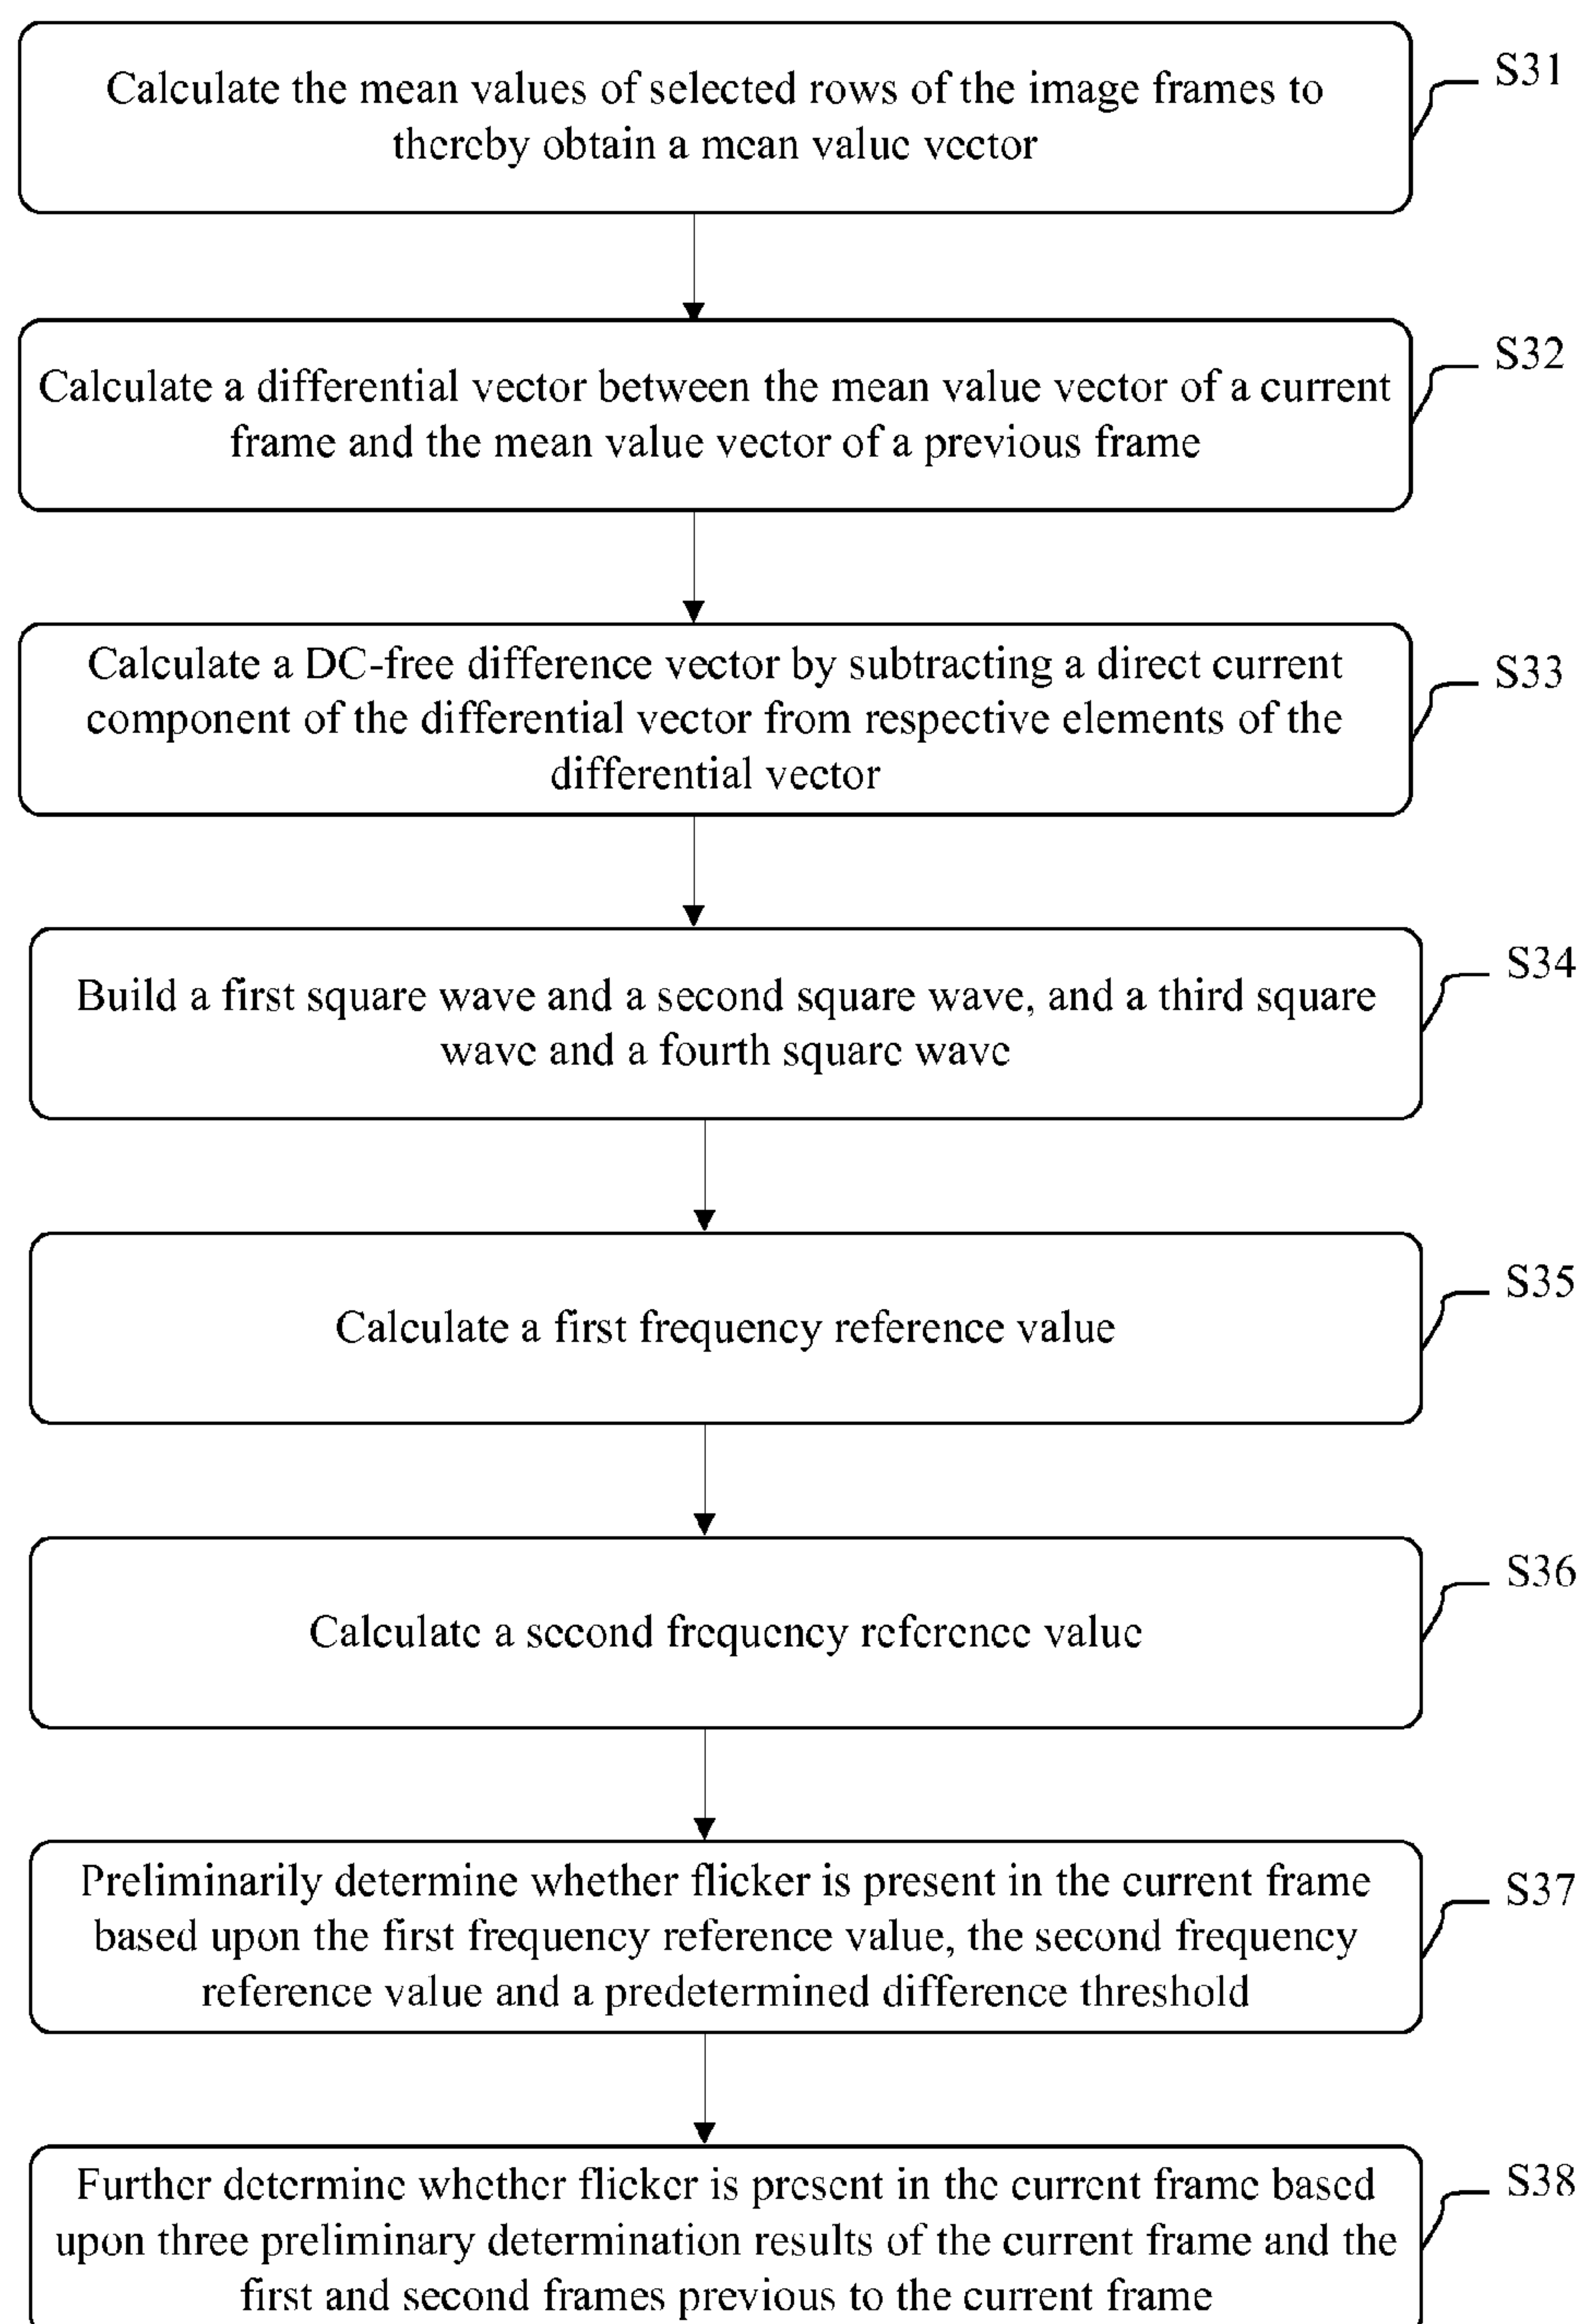 Calculate the mean values of selected rows of the image frames to
thereby obtain a mean value vector
S31
Calculate a differential vector between the mean value vector of a current
frame and the mean value vector of a previous frame
S32
Calculate a DC-free difference vector by subtracting a direct current
component of the differential vector from respective elements of the
differential vector
S33
Build a first square wave and a second square wave, and a third square
wave and a fourth square wave
S34
Calculate a first frequency reference value
S35
Calculate a second frequency reference value
S36
Preliminarily determine whether flicker is present in the current frame
based upon the first frequency reference value, the second frequency
reference value and a predetermined difference threshold
S37
Further determine whether flicker is present in the current frame based
upon three preliminary determination results of the current frame and the
first and second frames previous to the current frame
S38